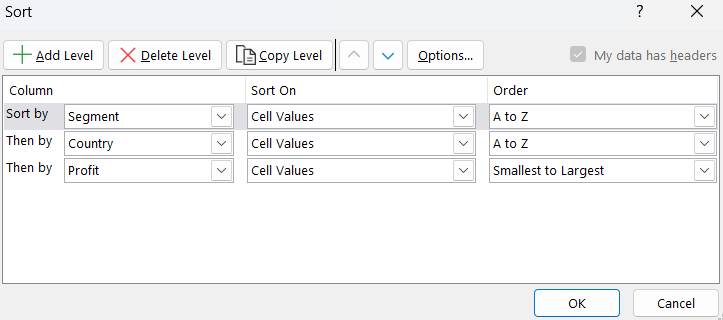 Sort ? ×
Add Level Delete Level Copy Level Options... My data has headers
Column Sort On Order
Sort by Segment Cell Values A to Z
Then by Country Cell Values A to Z
Then by Profit Cell Values Smallest to Largest
OK Cancel